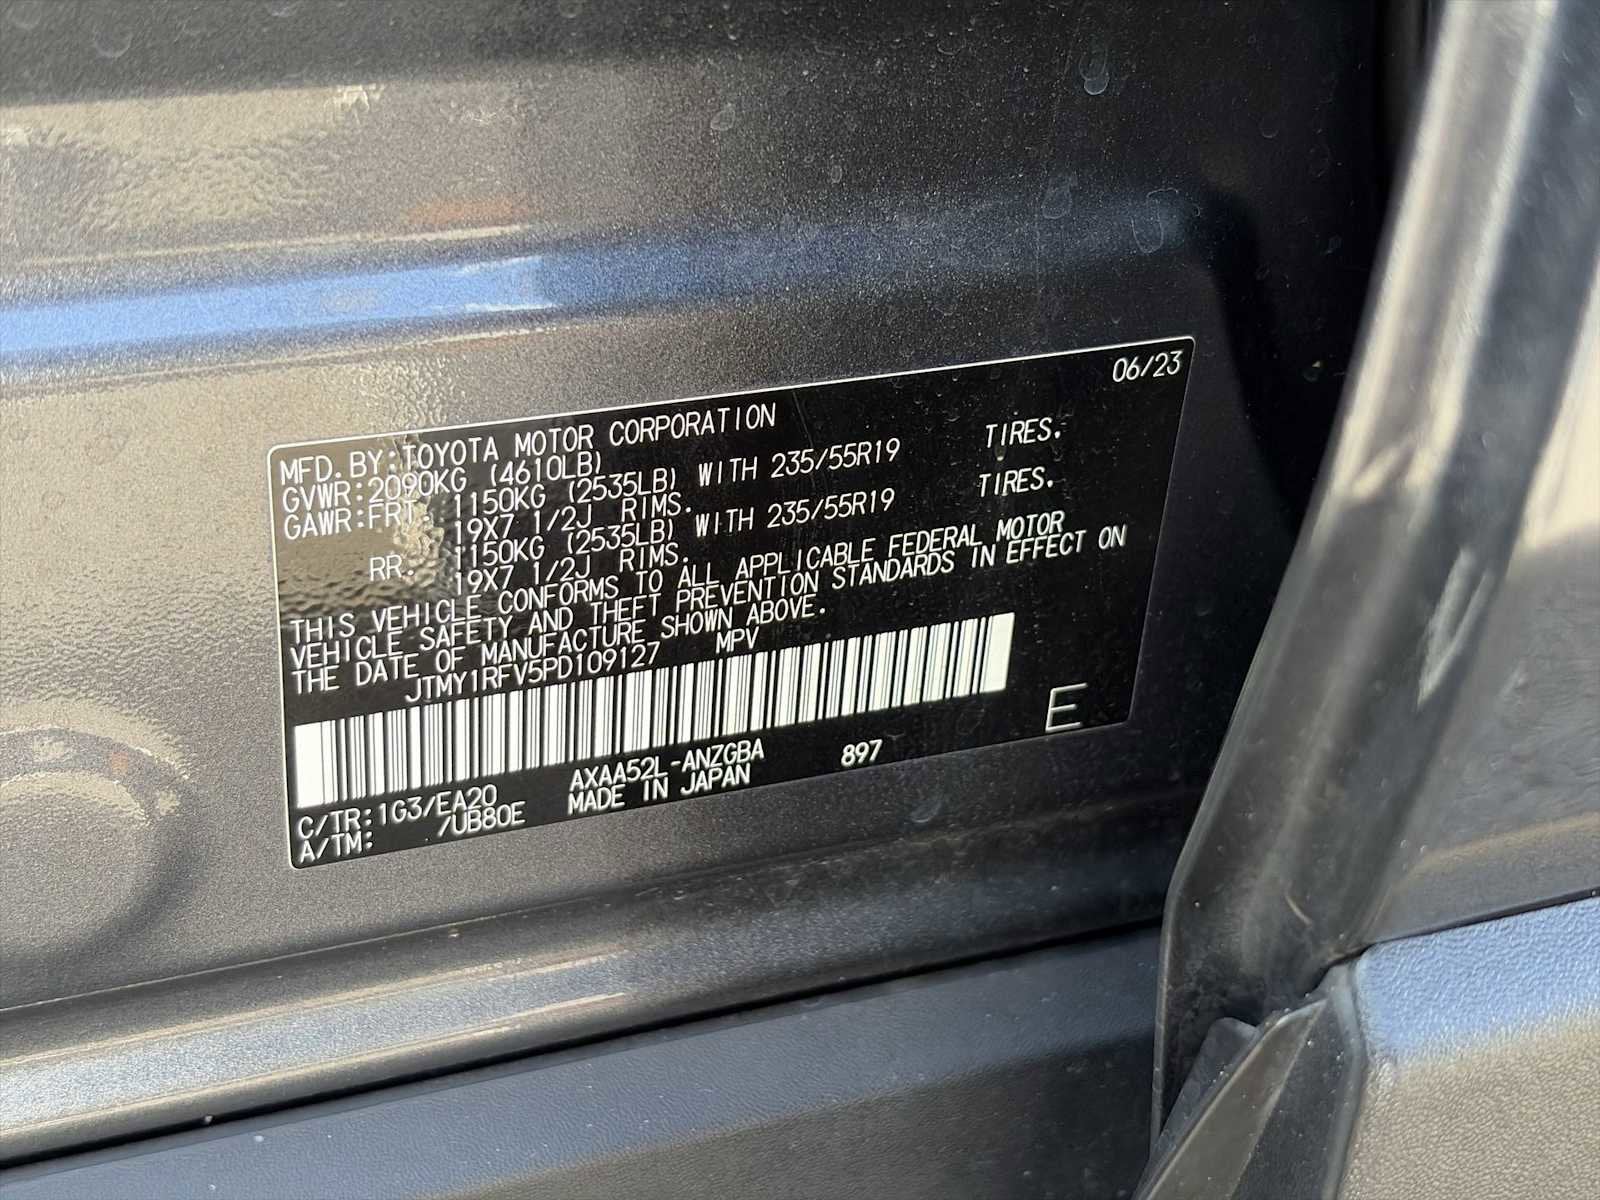 06/23
MFD.BY:TOYOTA MOTOR CORPORATION
GVWR:2090KG (4610LB)
GAWR:FRT. 1150KG (2535LB) WITH 235/55R19 TIRES.
19X7 1/2J RIMS.
RR. 1150KG (2535LB) WITH 235/55R19 TIRES.
19X7 1/2J RIMS.
THIS VEHICLE CONFORMS TO ALL APPLICABLE FEDERAL MOTOR
VEHICLE SAFETY AND THEFT PREVENTION STANDARDS IN EFFECT ON
THE DATE OF MANUFACTURE SHOWN ABOVE.
JTMY1RFV5PD109127 MPV
E
AXAA52L-ANZGBA 897
C/TR:1G3/EA20 MADE IN JAPAN
A/TM: /UB80E